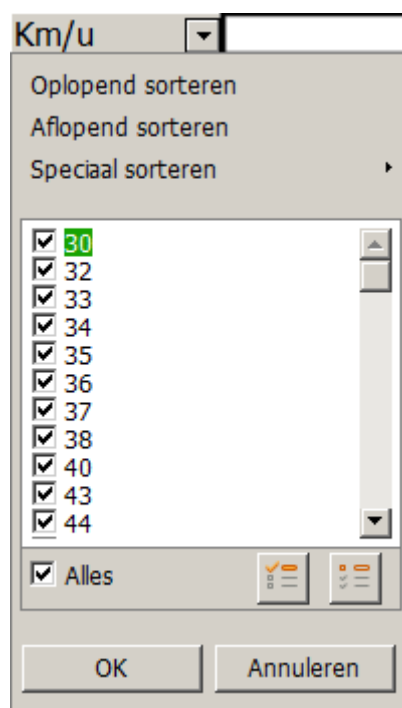 Km/u
Oplopend sorteren
Aflopend sorteren
Speciaal sorteren
30
32
33
34
35
36
37
38
40
43
44
Alles
OK
Annuleren